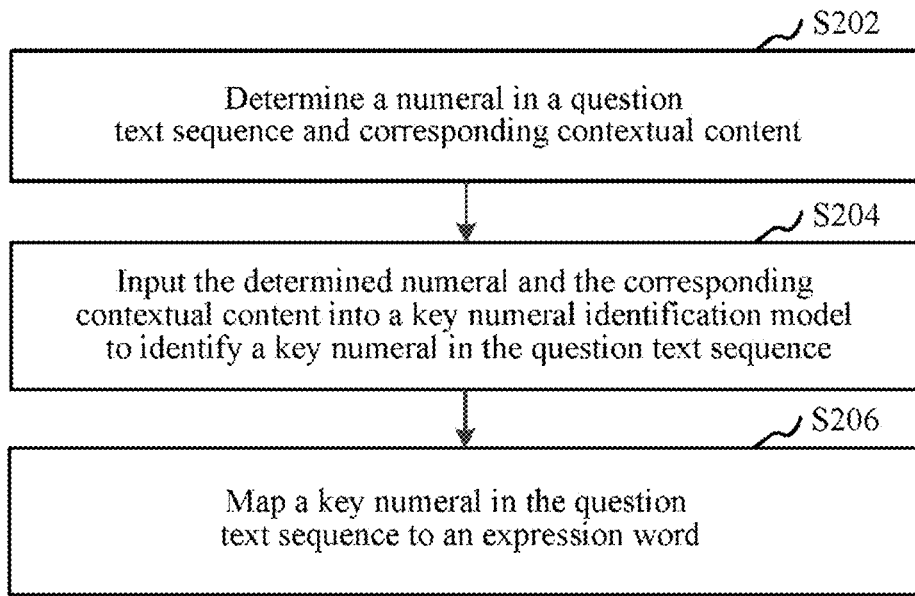 S202
Determine a numeral in a question
text sequence and corresponding contextual content
S204
Input the determined numeral and the corresponding
contextual content into a key numeral identification model
to identify a key numeral in the question text sequence
S206
Map a key numeral in the question
text sequence to an expression word